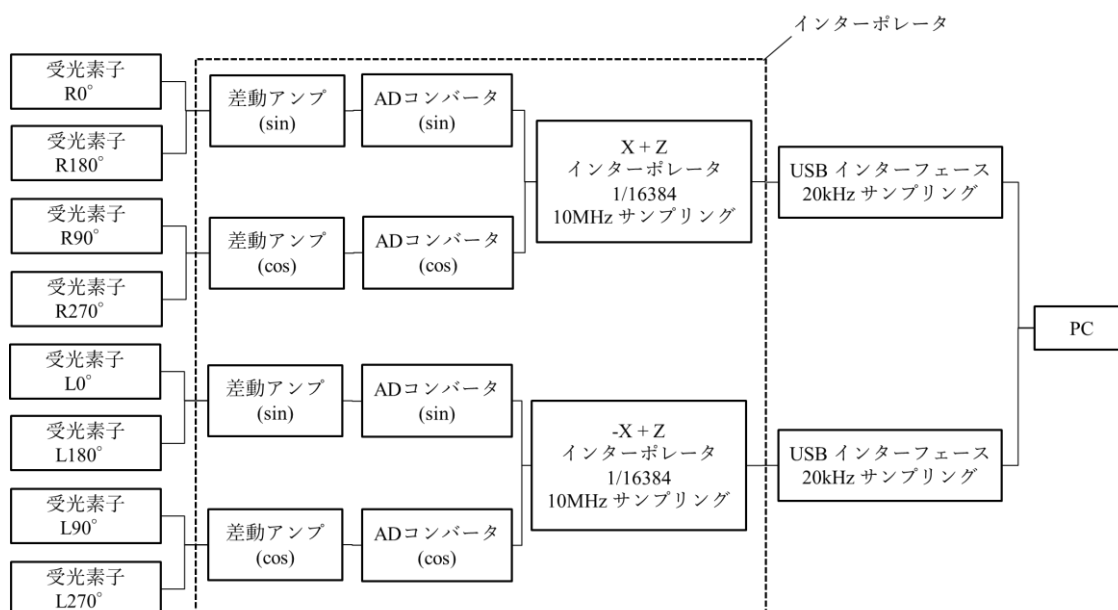 インターポレータ
受光素子
R0°
受光素子
R180°
受光素子
R90°
受光素子
R270°
受光素子
L0°
受光素子
L180°
受光素子
L90°
受光素子
L270°
差動アンプ
(sin)
差動アンプ
(cos)
差動アンプ
(sin)
差動アンプ
(cos)
ADコンバータ
(sin)
ADコンバータ
(cos)
ADコンバータ
(sin)
ADコンバータ
(cos)
X + Z
インターポレータ
1/16384
10MHz サンプリング
-X + Z
インターポレータ
1/16384
10MHz サンプリング
USB インターフェース
20kHz サンプリング
USB インターフェース
20kHz サンプリング
PC